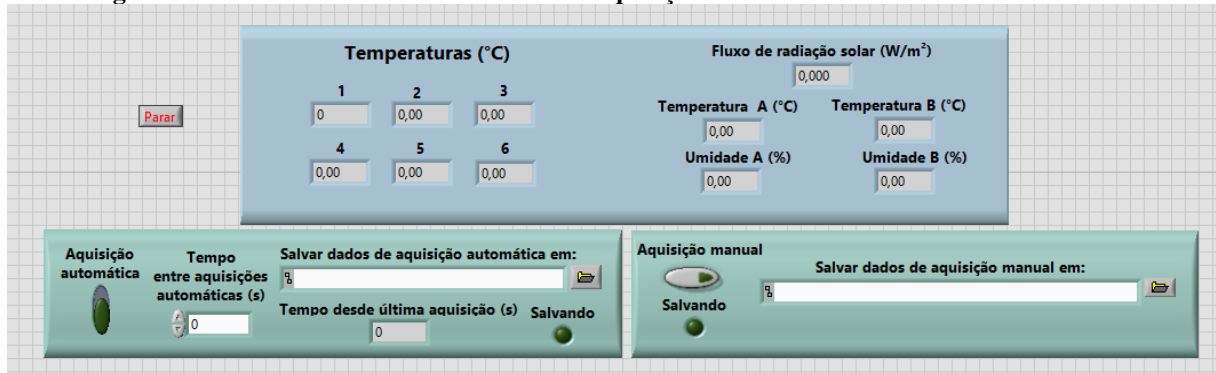 Temperaturas (°C)
1 2 3
0 0,00 0,00
4 5 6
0,00 0,00 0,00
Fluxo de radiação solar (W/m²)
0,000
Temperatura A (°C) Temperatura B (°C)
0,00 0,00
Umidade A (%) Umidade B (%)
0,00 0,00
Parar
Aquisição
automática
Tempo
entre aquisições
automáticas (s)
0
Salvar dados de aquisição automática em:
Tempo desde última aquisição (s)
0
Salvando
Aquisição manual
Salvando
Salvar dados de aquisição manual em: